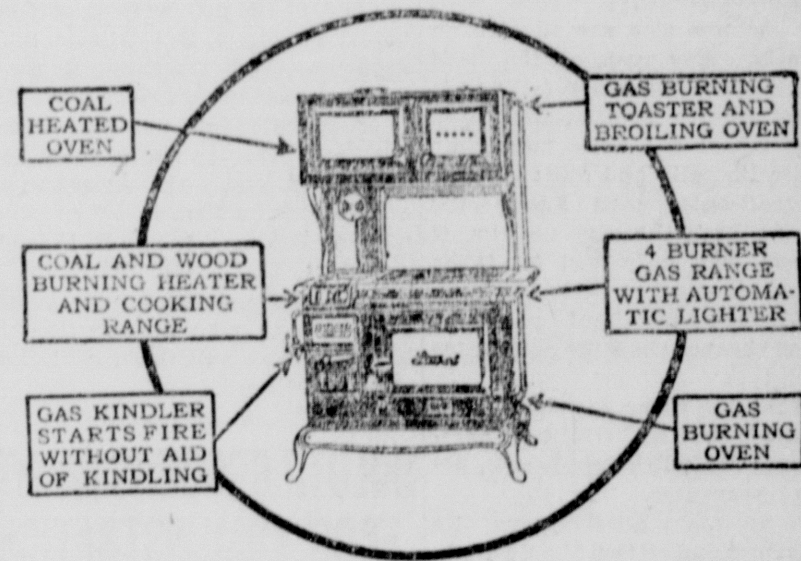 COAL
HEATED
OVEN
GAS BURNING
TOASTER AND
BROILING OVEN
COAL AND WOOD
BURNING HEATER
AND COOKING
RANGE
4 BURNER
GAS RANGE
WITH AUTOMA-
TIC LIGHTER
GAS KINDLER
STARTS FIRE
WITHOUT AID
OF KINDLING
GAS
BURNING
OVEN